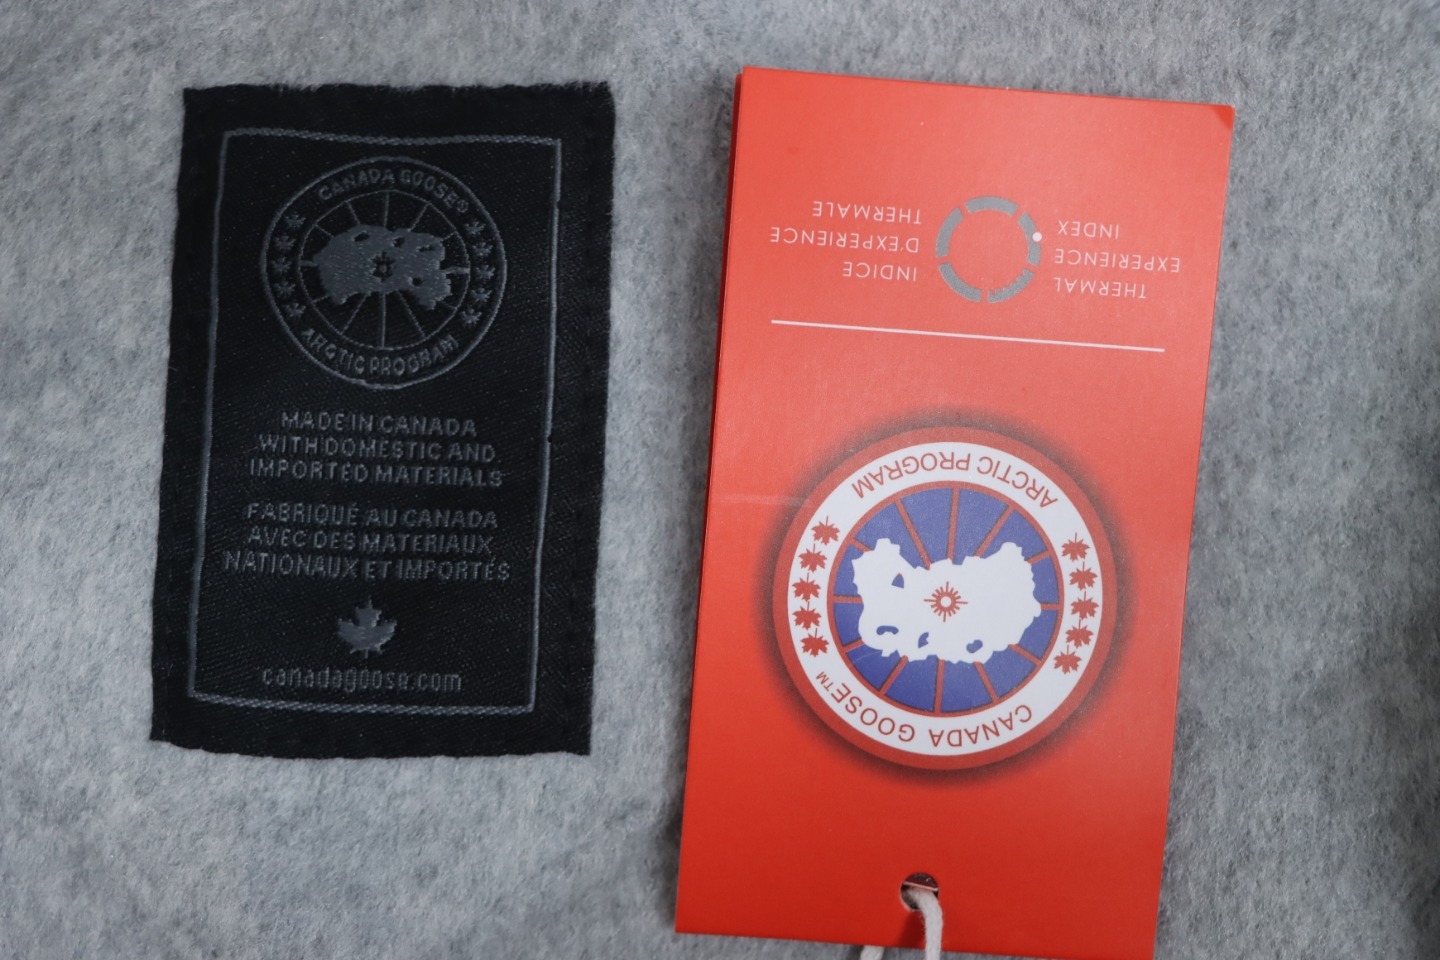 CANADA GOOSE®
ARCTIC PROGRAM
MADE IN CANADA
WITH DOMESTIC AND
IMPORTED MATERIALS
FABRIQUÉ AU CANADA
AVEC DES MATERIAUX
NATIONAUX ET IMPORTÉS
canadagoose.com
CANADA GOOSE™
ARCTIC PROGRAM
THERMAL
EXPERIENCE
INDEX
INDICE
D'EXPERIENCE
THERMALE